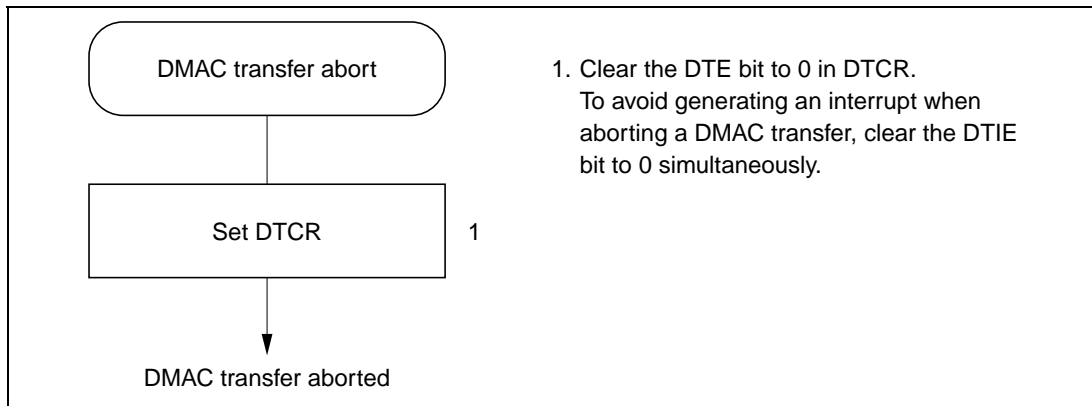 DMAC transfer abort
Set DTCR
1
DMAC transfer aborted
1. Clear the DTE bit to 0 in DTCR.
To avoid generating an interrupt when
aborting a DMAC transfer, clear the DTIE
bit to 0 simultaneously.